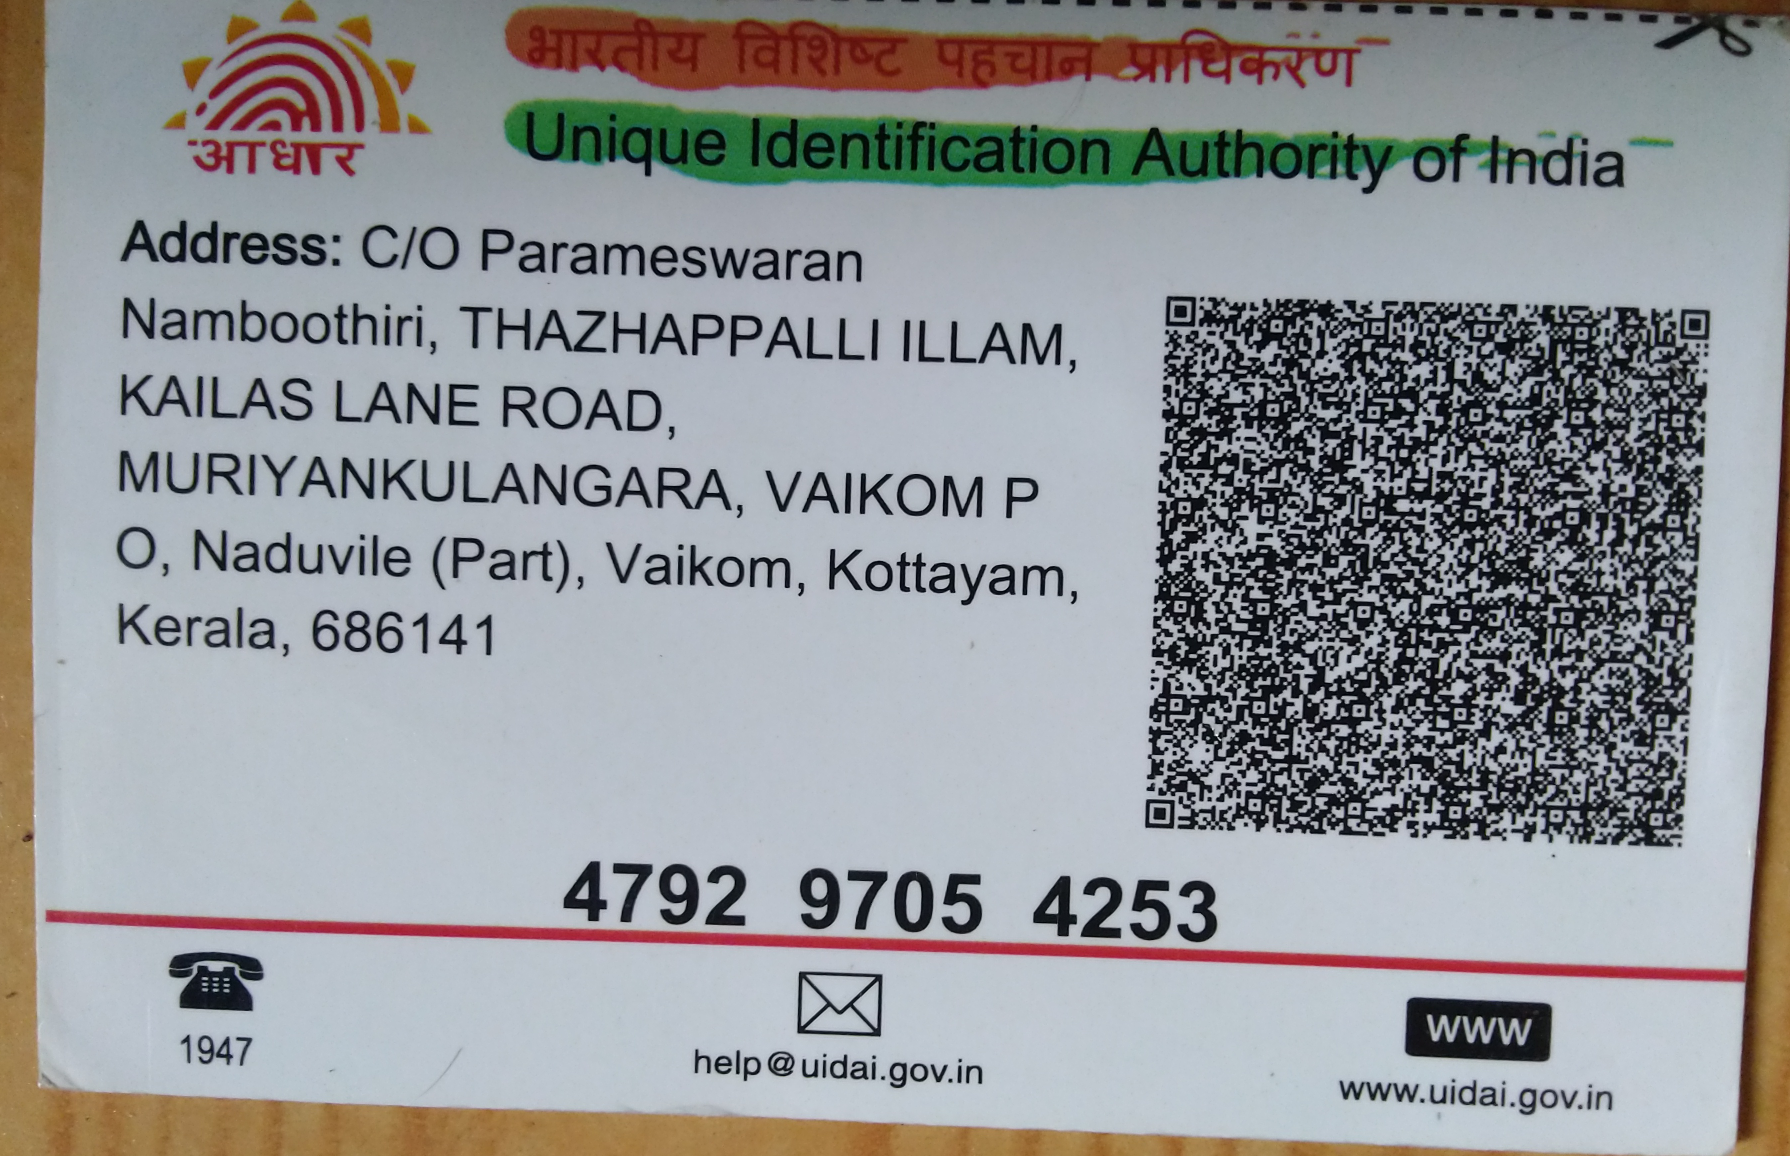 भारतीय विशिष्ट पहचान प्राधिकरण
Unique Identification Authority of India
आधार
Address: C/O Parameswaran
Namboothiri, THAZHAPPALLI ILLAM,
KAILAS LANE ROAD,
MURIYANKULANGARA, VAIKOM P
O, Naduvile (Part), Vaikom, Kottayam,
Kerala, 686141
4792 9705 4253
1947
help@uidai.gov.in
www
www.uidai.gov.in